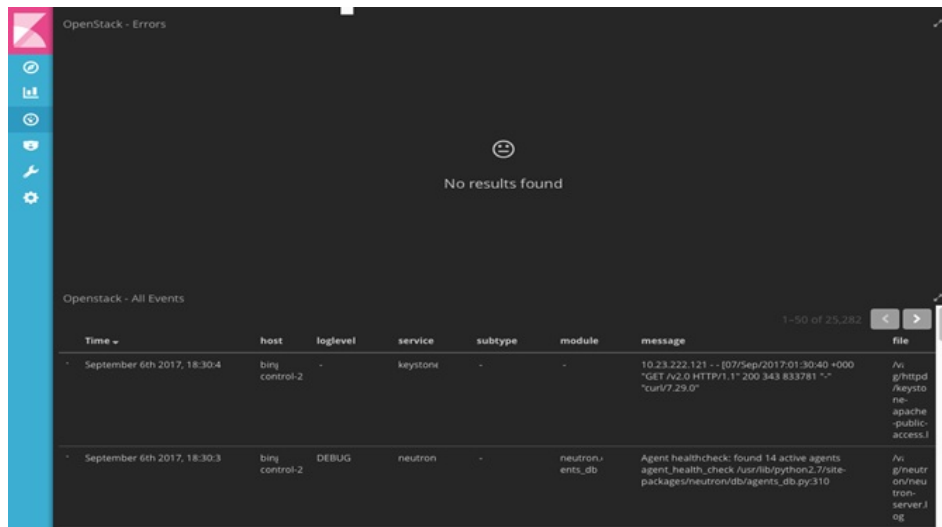 OpenStack - Errors
No results found
Openstack - All Events
1–50 of 25,282
Time host loglevel service subtype module message file
September 6th 2017, 18:30:4 - - - 10.23.222.121 - - [07/Sep/2017:01:30:40 +000
control-2 "GET /v2.0 HTTP/1.1" 200 343 833781 "-" g/httpd
"curl/7.29.0" /keysto
ne-
apache
-public-
September 6th 2017, 18:30:3 DEBUG neutron - Agent healthcheck: found 14 active agents
control-2 ents_db agent_health_check /usr/lib/python2.7/site- g/neutr
packages/neutron/db/agents_db.py:310 on/neu
tron-
server.l
og